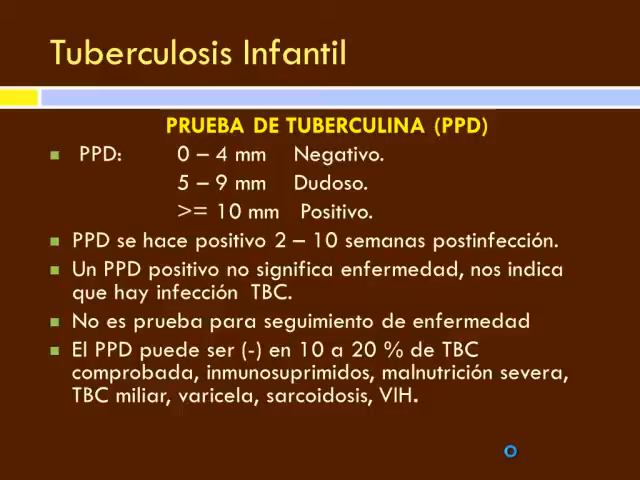 Tuberculosis Infantil
PRUEBA DE TUBERCULINA (PPD)
PPD: 0 – 4 mm Negativo.
5 – 9 mm Dudoso.
>= 10 mm Positivo.
PPD se hace positivo 2 – 10 semanas postinfección.
Un PPD positivo no significa enfermedad, nos indica
que hay infección TBC.
No es prueba para seguimiento de enfermedad
El PPD puede ser (-) en 10 a 20 % de TBC
comprobada, inmunosuprimidos, malnutrición severa,
TBC miliar, varicela, sarcoidosis, VIH.